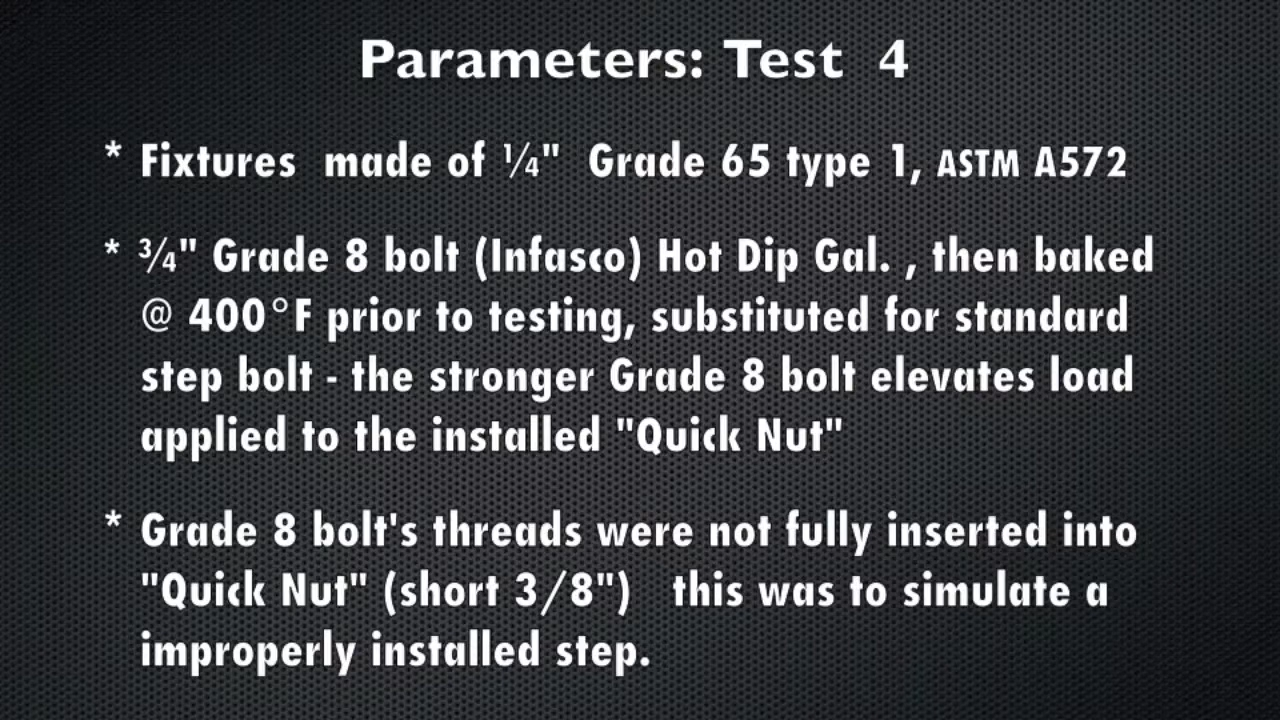 Parameters: Test 4
* Fixtures made of ¼" Grade 65 type 1, ASTM A572
* ¾" Grade 8 bolt (Infasco) Hot Dip Gal. , then baked
@ 400°F prior to testing, substituted for standard
step bolt - the stronger Grade 8 bolt elevates load
applied to the installed "Quick Nut"
* Grade 8 bolt's threads were not fully inserted into
"Quick Nut" (short 3/8") this was to simulate a
improperly installed step.